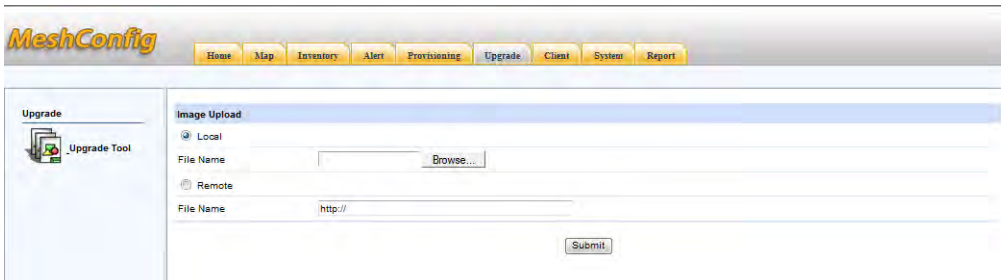 MeshConfig
Home Map Inventory Alert Provisioning Upgrade Client System Report
Upgrade
Upgrade Tool
Image Upload
Local
File Name Browse...
Remote
File Name http://
Submit